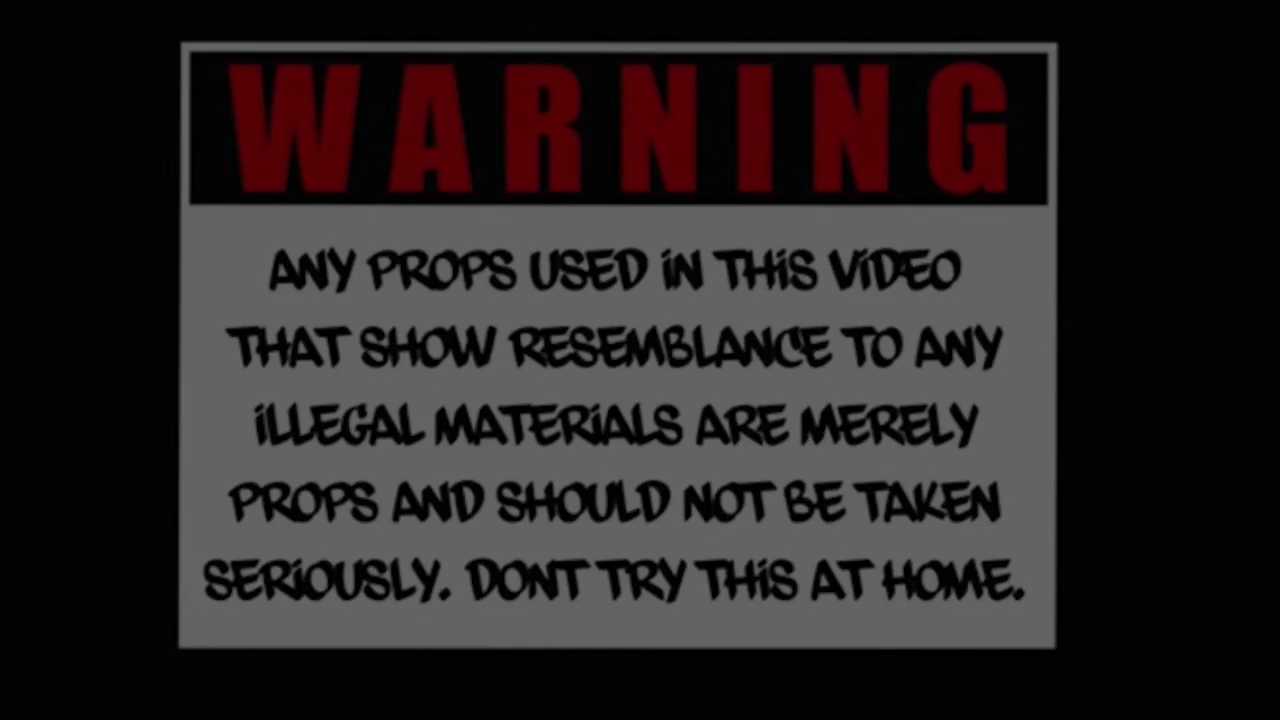 WARNING
ANY PROPS USED iN THiS ViDEO
THAT SHOW RESEMBLANCE TO ANY
iLLEGAL MATERiALS ARE MERELY
PROPS AND SHOULD NOT BE TAKEN
SERiOUSLY. DONT TRY THiS AT HOME.